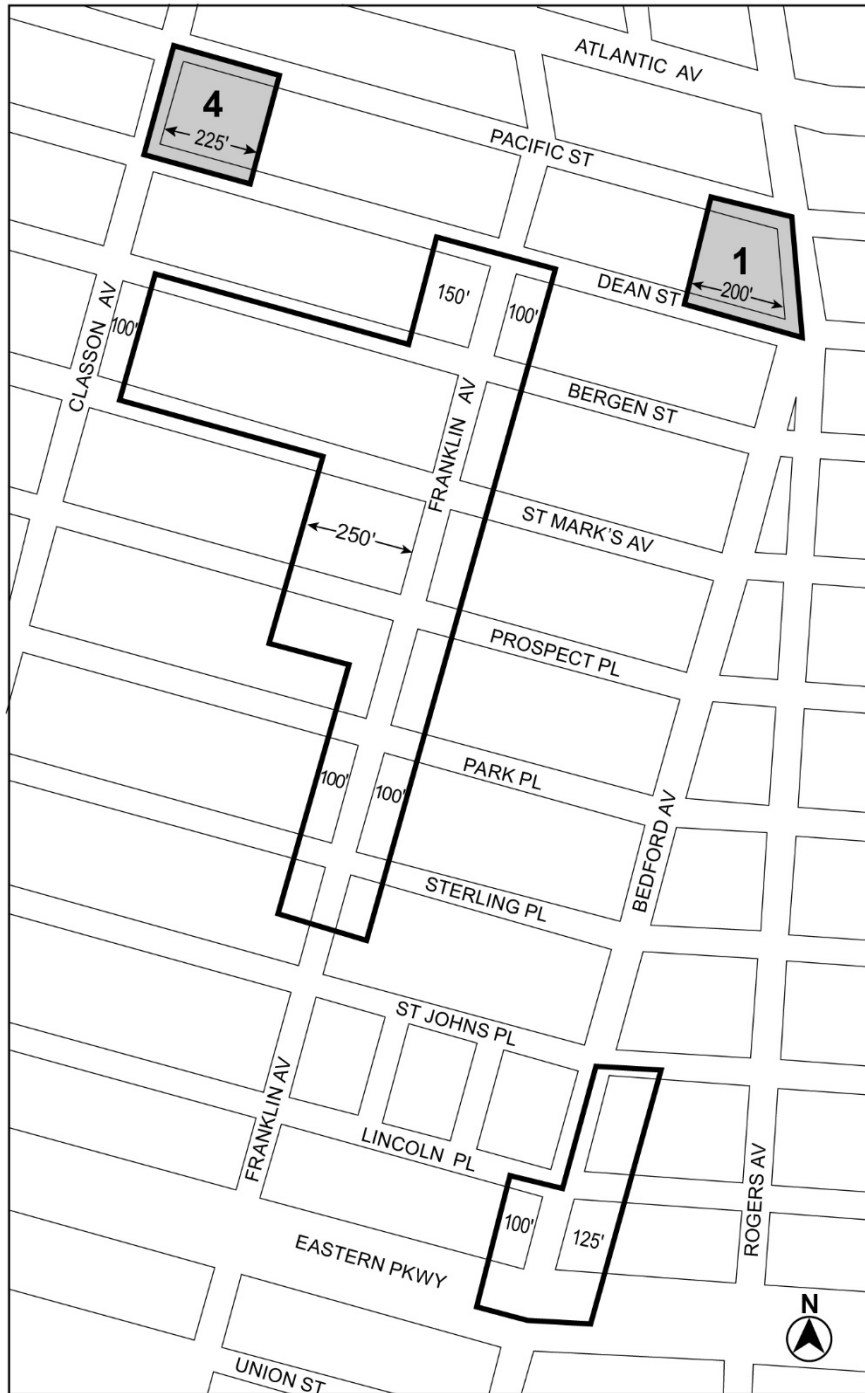 ATLANTIC AV
4
225'
PACIFIC ST
1
200'
DEAN ST
150'
100'
100'
CLASSON AV
FRANKLIN AV
BERGEN ST
250'
ST MARK'S AV
PROSPECT PL
PARK PL
100'
100'
BEDFORD AV
STERLING PL
ST JOHNS PL
FRANKLIN AV
LINCOLN PL
ROGERS AV
100'
125'
EASTERN PKWY
N
UNION ST